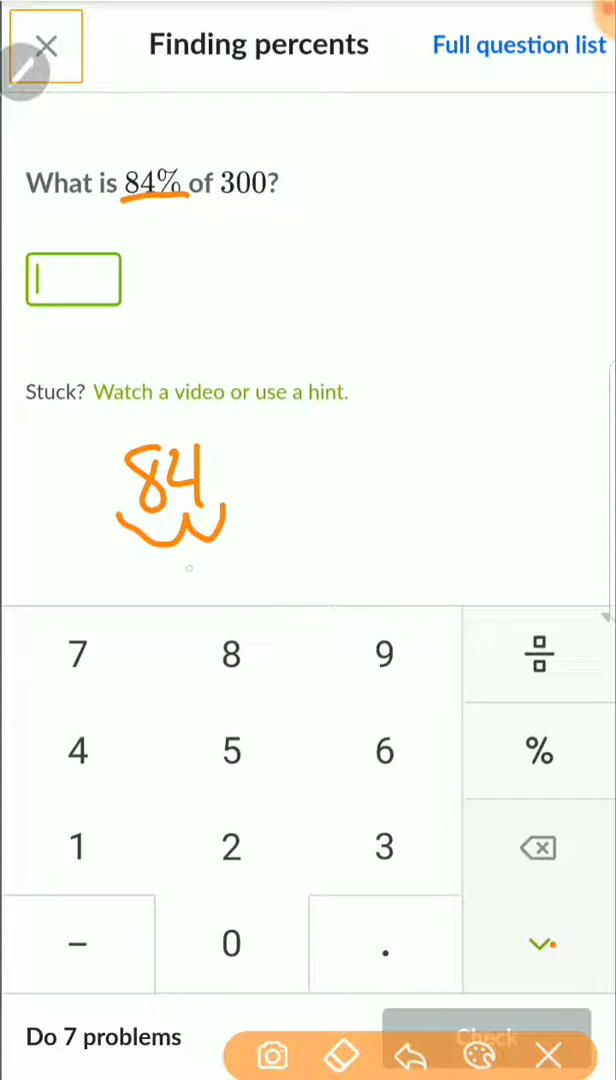 Finding percents
Full question list
What is 84% of 300?
Stuck? Watch a video or use a hint.
84
7 8 9
4 5 6 %
1 2 3
− 0 .
Do 7 problems
Check